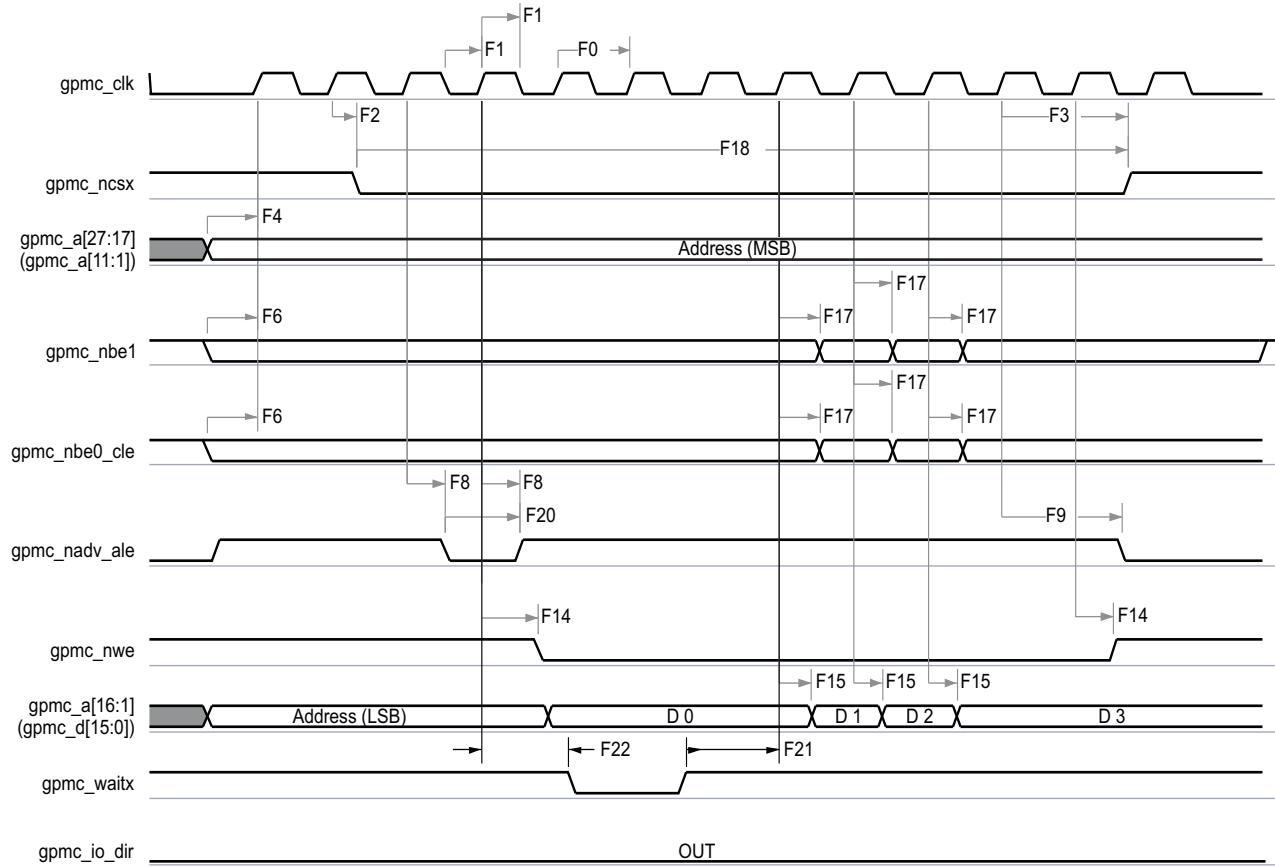 F1
F1
F0
gpmc_clk
F2
F3
F18
gpmc_ncsx
F4
gpmc_a[27:17]
(gpmc_a[11:1])
Address (MSB)
F17
F6
F17
F17
gpmc_nbe1
F17
F6
F17
F17
gpmc_nbe0_cle
F8
F8
F20
F9
gpmc_nadv_ale
F14
F14
gpmc_nwe
F15
F15
F15
gpmc_a[16:1]
(gpmc_d[15:0])
Address (LSB)
D 0
D 1
D 2
D 3
F22
F21
gpmc_waitx
gpmc_io_dir
OUT